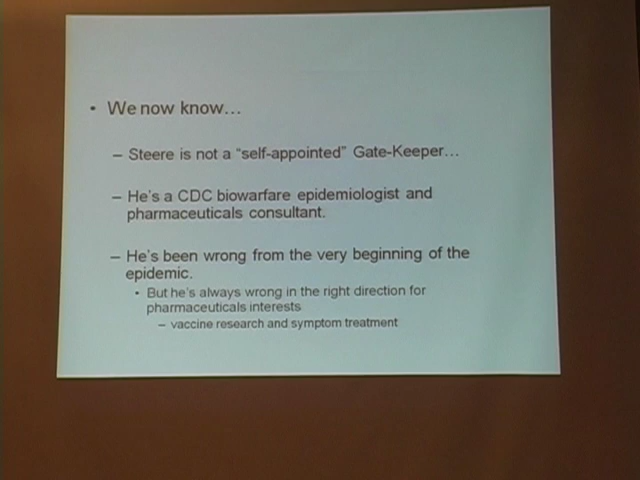 • We now know…
– Steere is not a “self-appointed” Gate-Keeper…
– He’s a CDC biowarfare epidemiologist and
pharmaceuticals consultant.
– He’s been wrong from the very beginning of the
epidemic.
• But he’s always wrong in the right direction for
pharmaceuticals interests
– vaccine research and symptom treatment